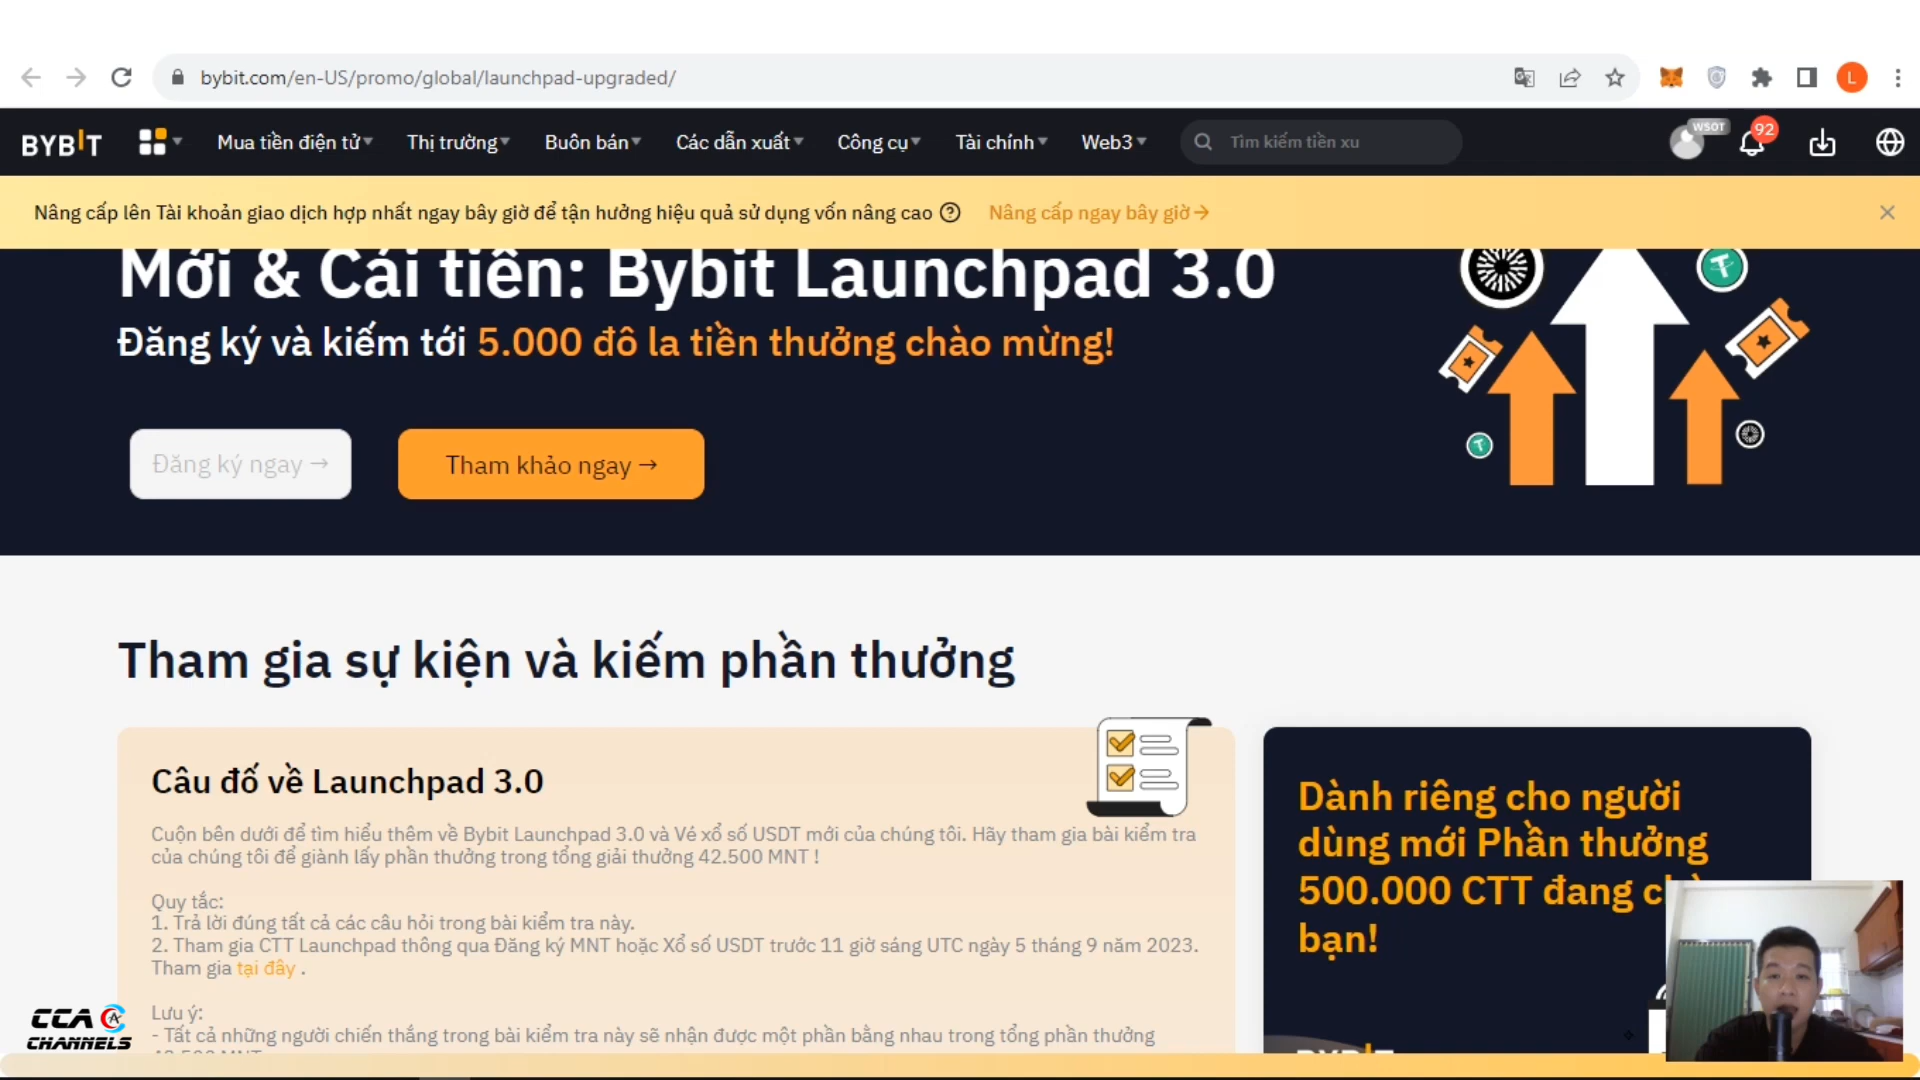 bybit.com/en-US/promo/global/launchpad-upgraded/
L
BYBIT
Mua tiền điện tử
Thị trường
Buôn bán
Các dẫn xuất
Công cụ
Tài chính
Web3
Tìm kiếm tiền xu
WSOT
92
Nâng cấp lên Tài khoản giao dịch hợp nhất ngay bây giờ để tận hưởng hiệu quả sử dụng vốn nâng cao
Nâng cấp ngay bây giờ →
Mới & Cải tiến: Bybit Launchpad 3.0
Đăng ký và kiếm tới 5.000 đô la tiền thưởng chào mừng!
Đăng ký ngay →
Tham khảo ngay →
Tham gia sự kiện và kiếm phần thưởng
Câu đố về Launchpad 3.0
Cuộn bên dưới để tìm hiểu thêm về Bybit Launchpad 3.0 và Vé xổ số USDT mới của chúng tôi. Hãy tham gia bài kiểm tra
của chúng tôi để giành lấy phần thưởng trong tổng giải thưởng 42.500 MNT !
Quy tắc:
1. Trả lời đúng tất cả các câu hỏi trong bài kiểm tra này.
2. Tham gia CTT Launchpad thông qua Đăng ký MNT hoặc Xổ số USDT trước 11 giờ sáng UTC ngày 5 tháng 9 năm 2023.
Tham gia tại đây .
Lưu ý:
- Tất cả những người chiến thắng trong bài kiểm tra này sẽ nhận được một phần bằng nhau trong tổng phần thưởng
Dành riêng cho người
dùng mới Phần thưởng
500.000 CTT đang
bạn!
CCA
CHANNELS